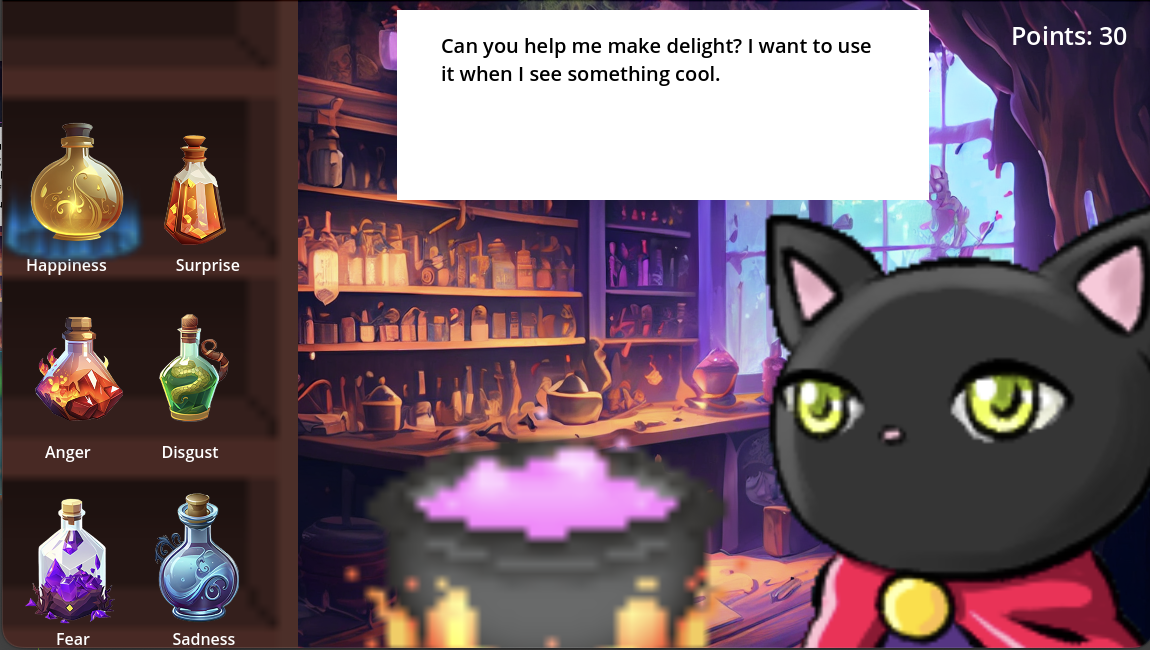 Can you help me make delight? I want to use
it when I see something cool.
Points: 30
Happiness
Surprise
Anger
Disgust
Fear
Sadness